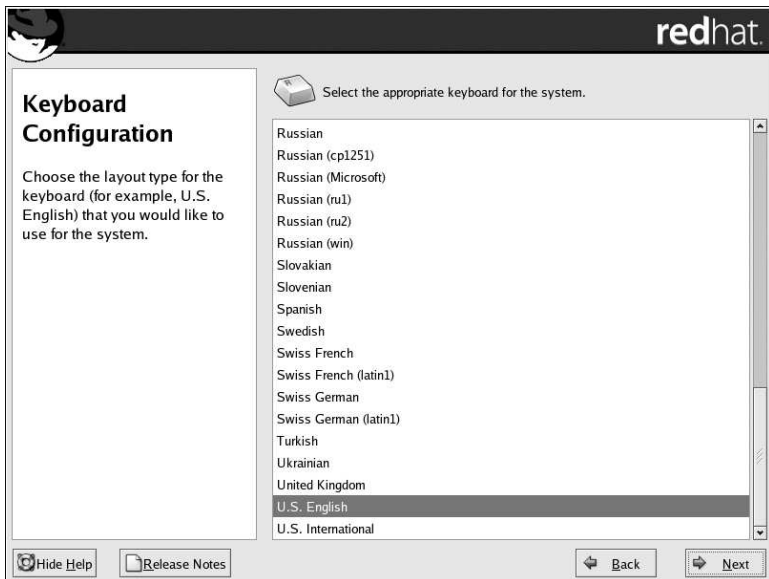 redhat.
Keyboard
Configuration
Choose the layout type for the
keyboard (for example, U.S.
English) that you would like to
use for the system.
Select the appropriate keyboard for the system.
Russian
Russian (cp1251)
Russian (Microsoft)
Russian (ru1)
Russian (ru2)
Russian (win)
Slovakian
Slovenian
Spanish
Swedish
Swiss French
Swiss French (latin1)
Swiss German
Swiss German (latin1)
Turkish
Ukrainian
United Kingdom
U.S. English
U.S. International
Hide Help
Release Notes
Back
Next